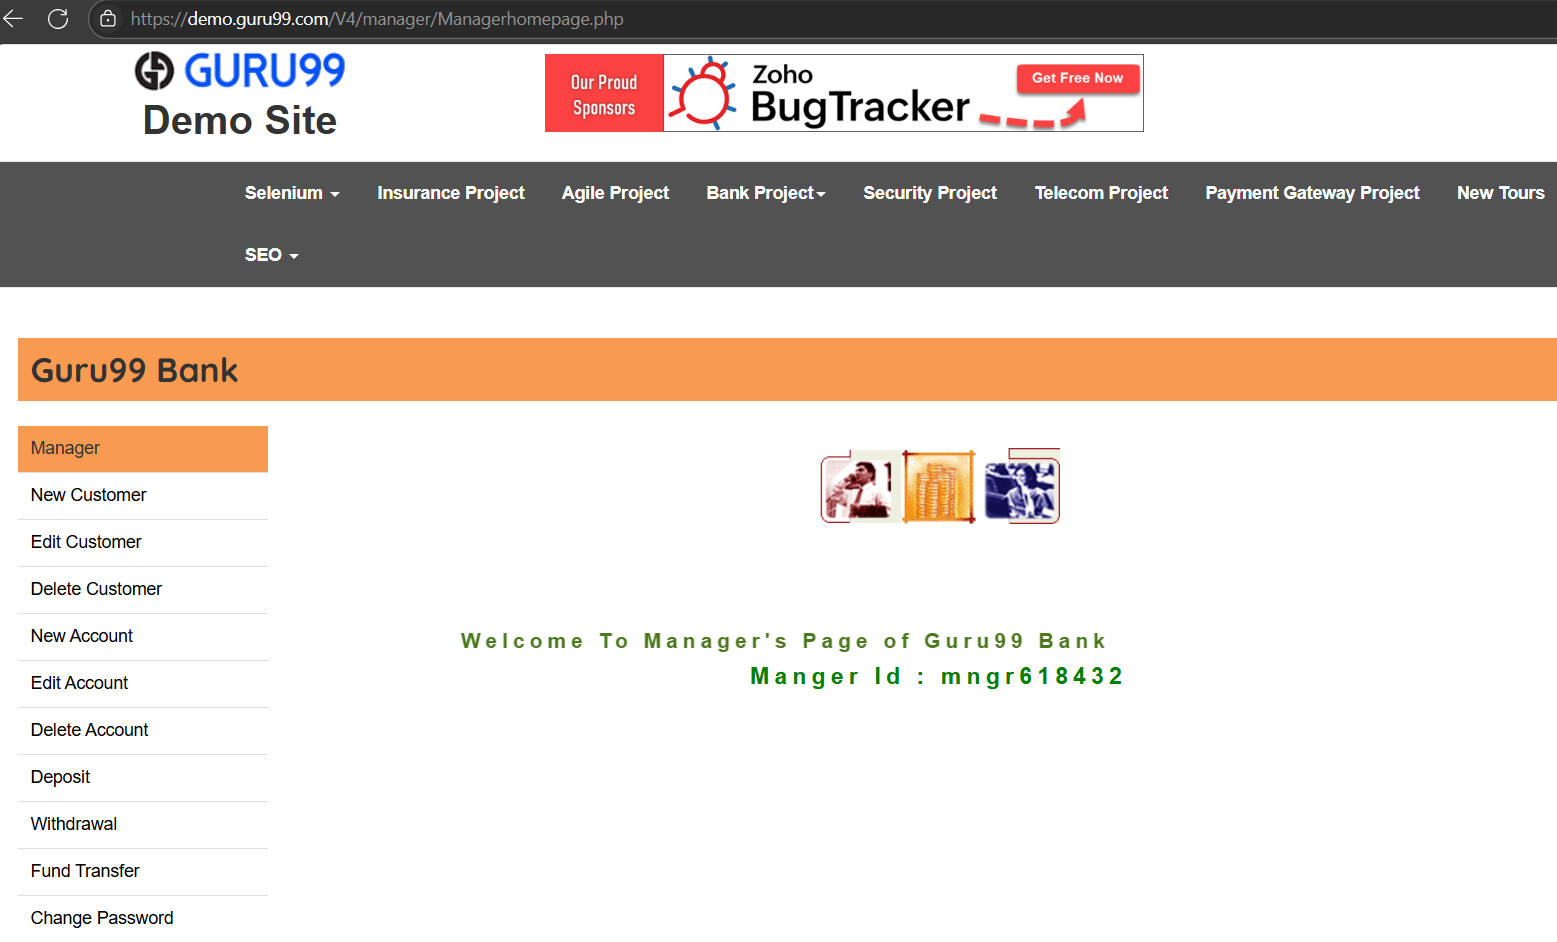 https://demo.guru99.com/V4/manager/Managerhomepage.php
GURU99
Demo Site
Our Proud
Sponsors
Zoho
BugTracker
Get Free Now
Selenium Insurance Project Agile Project Bank Project Security Project Telecom Project Payment Gateway Project New Tours
SEO
Guru99 Bank
Manager
New Customer
Edit Customer
Delete Customer
New Account
Edit Account
Delete Account
Deposit
Withdrawal
Fund Transfer
Change Password
Welcome To Manager's Page of Guru99 Bank
Manger Id : mngr618432